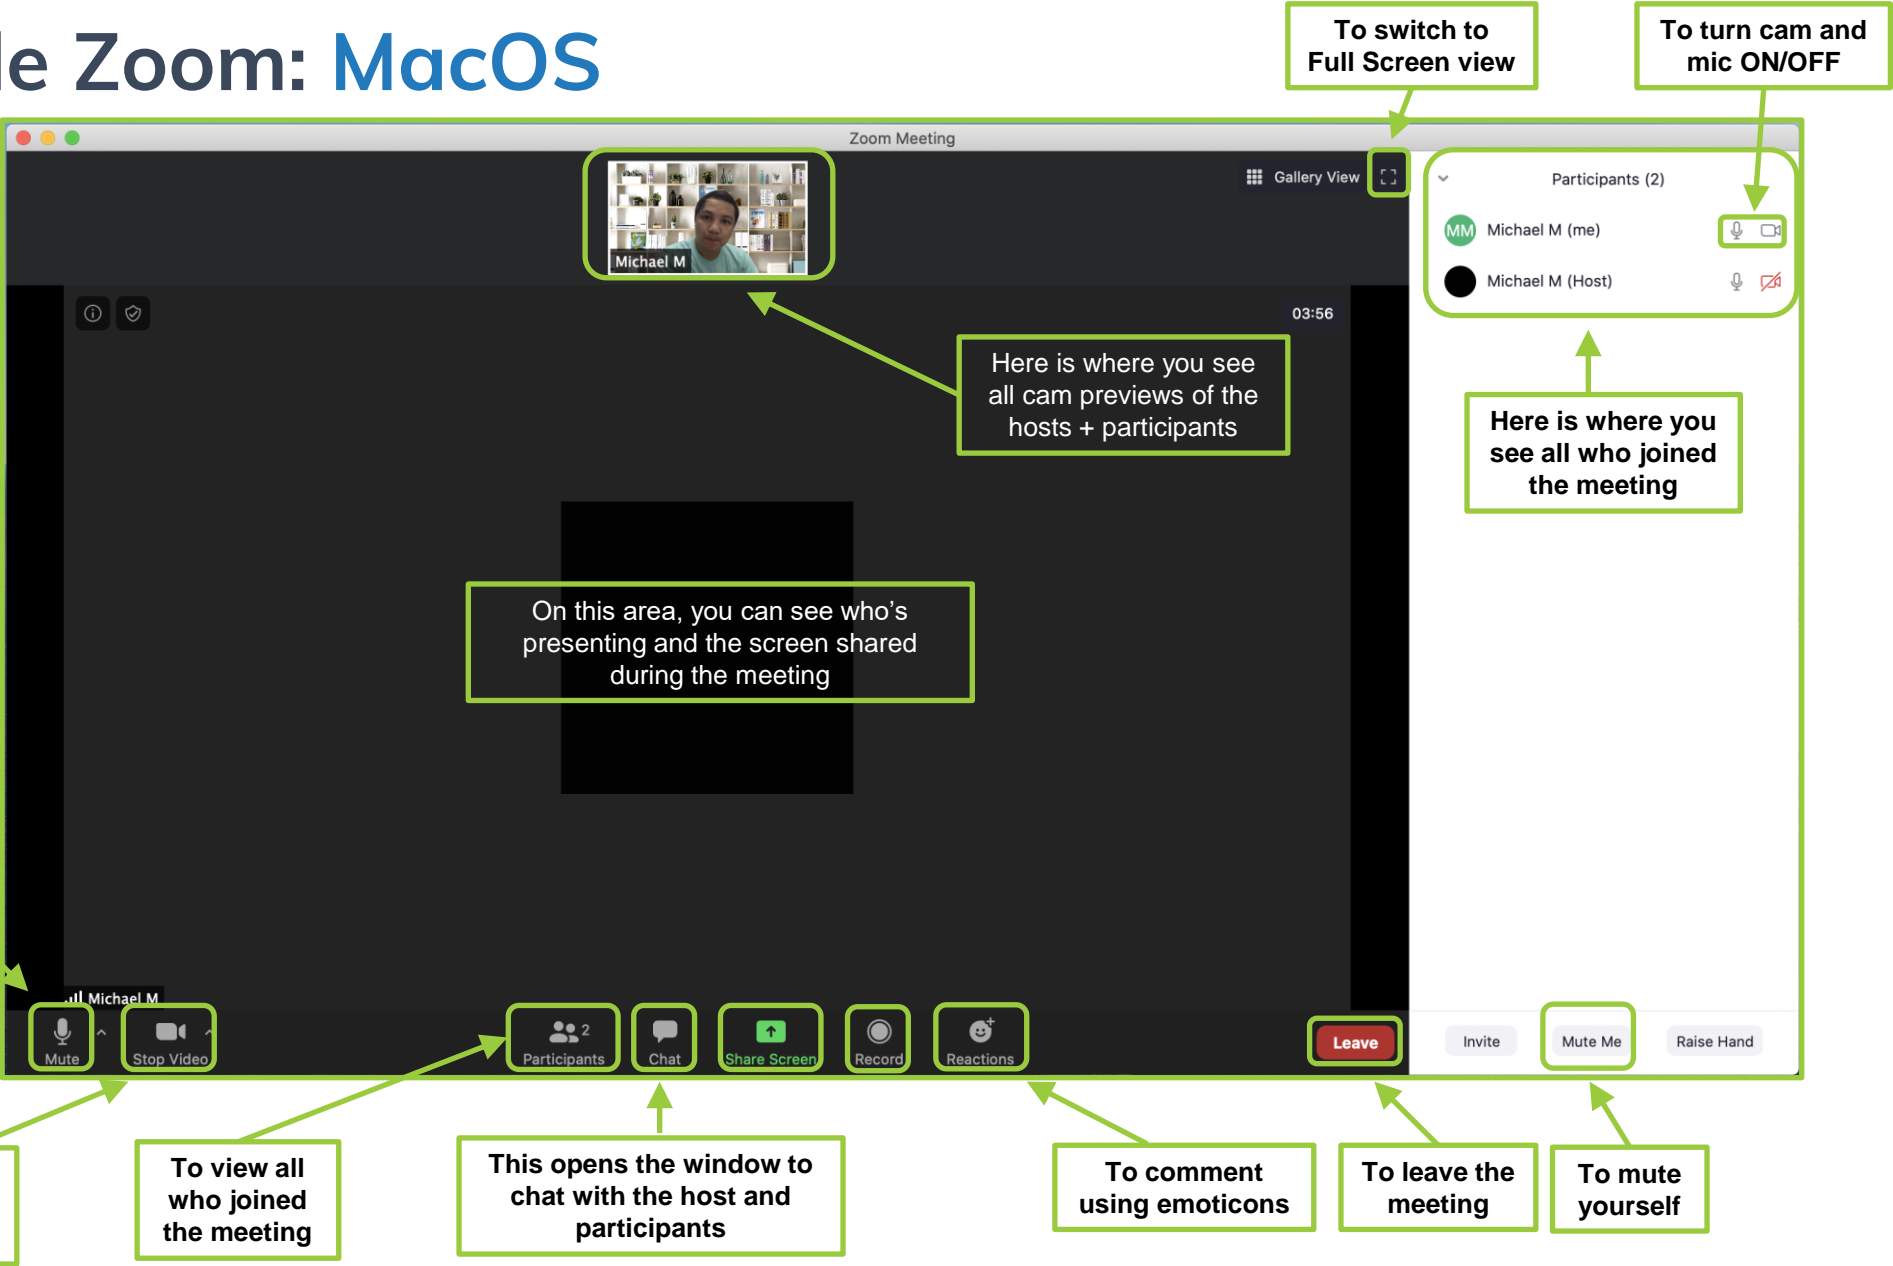 le Zoom: MacOS
To switch to
Full Screen view
To turn cam and
mic ON/OFF
Zoom Meeting
Michael M
Gallery View
Participants (2)
MM
Michael M (me)
Michael M (Host)
03:56
Here is where you see
all cam previews of the
hosts + participants
Here is where you
see all who joined
the meeting
On this area, you can see who’s
presenting and the screen shared
during the meeting
Michael M
Mute
Stop Video
2
Participants
Chat
Share Screen
Record
Reactions
Leave
Invite
Mute Me
Raise Hand
To view all
who joined
the meeting
This opens the window to
chat with the host and
participants
To comment
using emoticons
To leave the
meeting
To mute
yourself